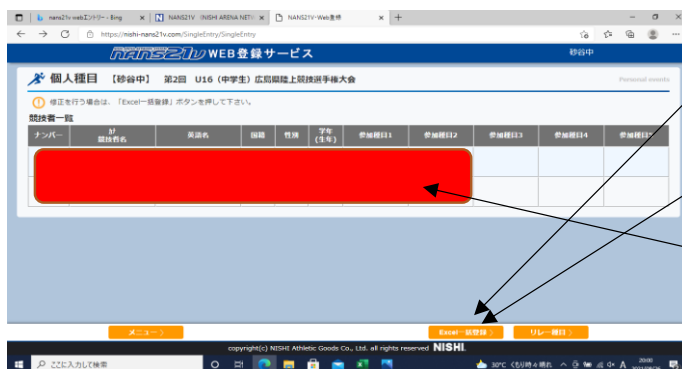 nans21v webエントリー - Bing
NANS21V :NISHI ARENA NET:
NANS21V-Web登録
https://nishi-nans21v.com/SingleEntry/SingleEntry
NANS21V WEB登録サービス
砂谷中
個人種目 【砂谷中】 第2回 U16（中学生）広島県陸上競技選手権大会
Personal events
修正を行う場合は、「Excel一括登録」ボタンを押して下さい。
競技者一覧
ナンバー
ｶﾅ
競技者名
英語名
国籍
性別
学年
(生年)
参加種目1
参加種目2
参加種目3
参加種目4
参加種目5
メニュー
Excel一括登録
リレー種目
copyright(c) NISHI Athletic Goods Co., Ltd. all rights reserved NISHI.
ここに入力して検索
30°C くもり時々晴れ
A
20:00